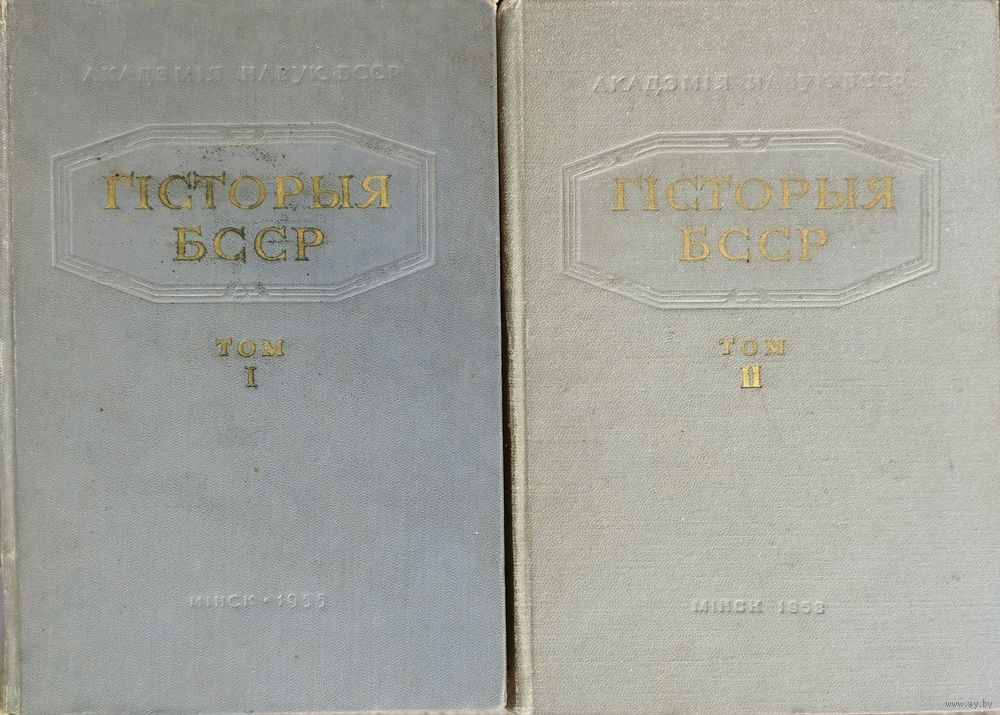 АКАДЭМІЯ НАВУК БССР
ГІСТОРЫЯ
БССР
ТОМ
I
МІНСК • 1955
АКАДЭМІЯ НАВУК БССР
ГІСТОРЫЯ
БССР
ТОМ
II
МІНСК 1958
www.ay.by